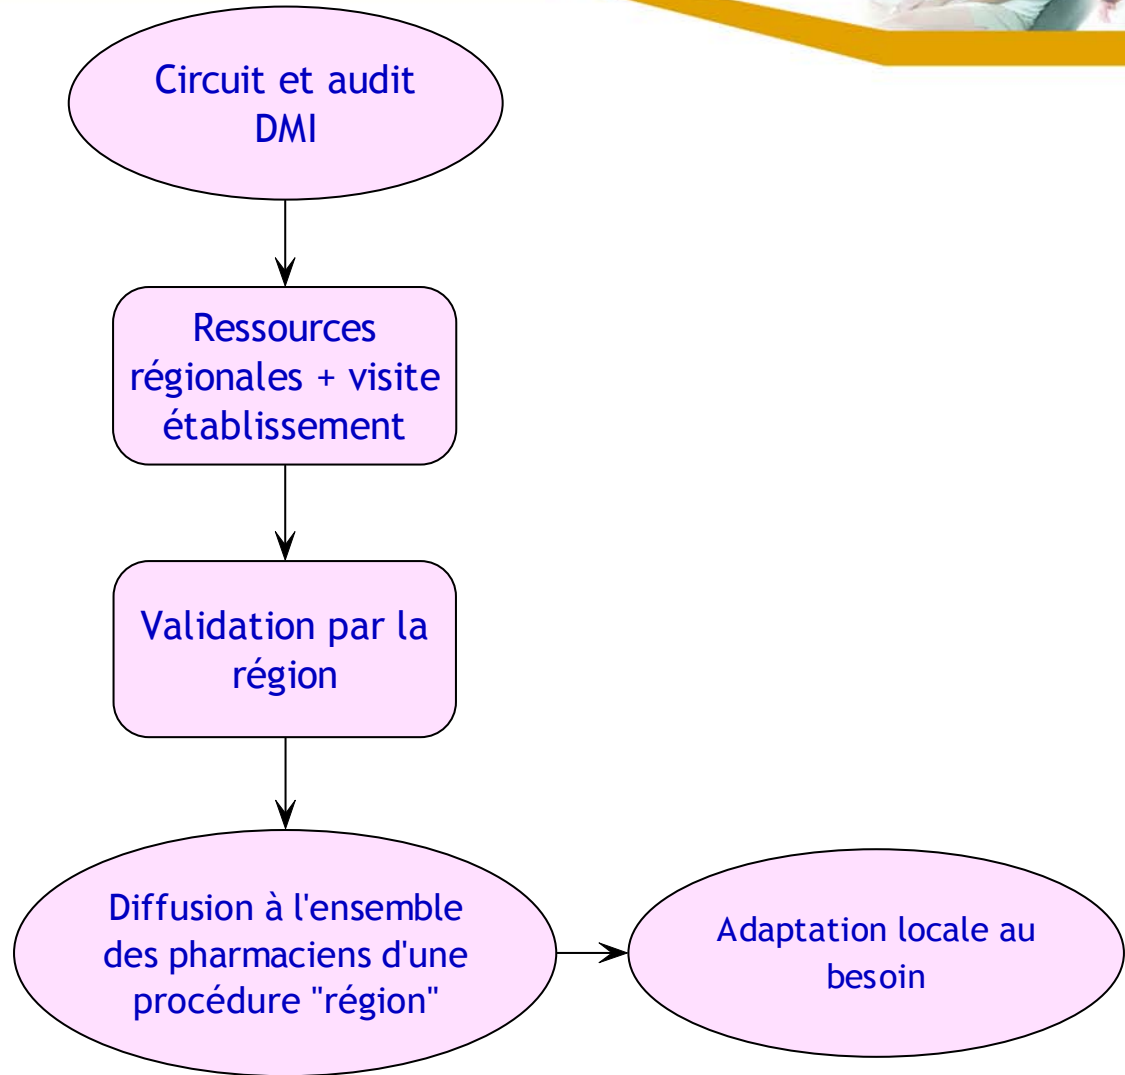 Circuit et audit
DMI
Ressources
régionales + visite
établissement
Validation par la
région
Diffusion à l'ensemble
des pharmaciens d'une
procédure "région"
Adaptation locale au
besoin